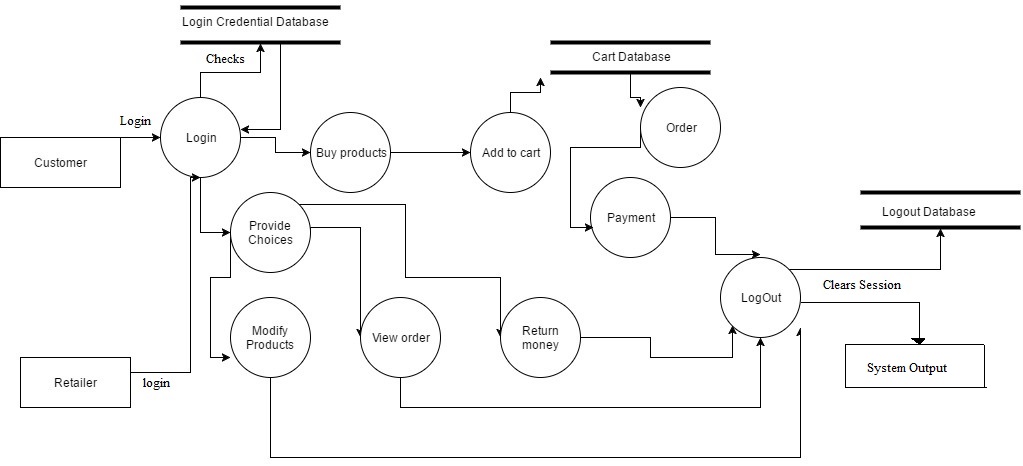 Login Credential Database
Checks
Cart Database
Login
Login
Customer
Buy products
Add to cart
Order
Provide
Choices
Payment
Logout Database
Clears Session
LogOut
Modify
Products
View order
Return
money
System Output
Retailer
login